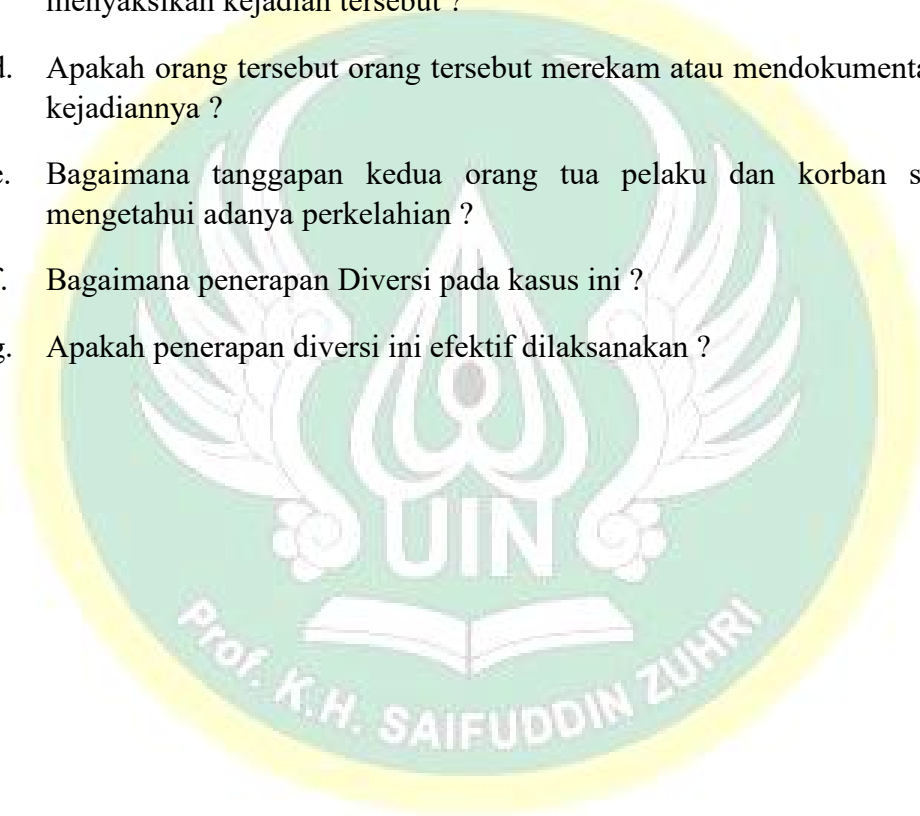 menyaksikan kejadian tersebut ?
d. Apakah orang tersebut orang tersebut merekam atau mendokumenta
kejadiannya ?
e. Bagaimana tanggapan kedua orang tua pelaku dan korban s
mengetahui adanya perkelahian ?
f. Bagaimana penerapan Diversi pada kasus ini ?
g. Apakah penerapan diversi ini efektif dilaksanakan ?
UIN
Prof. K.H. SAIFUDDIN ZUHRI